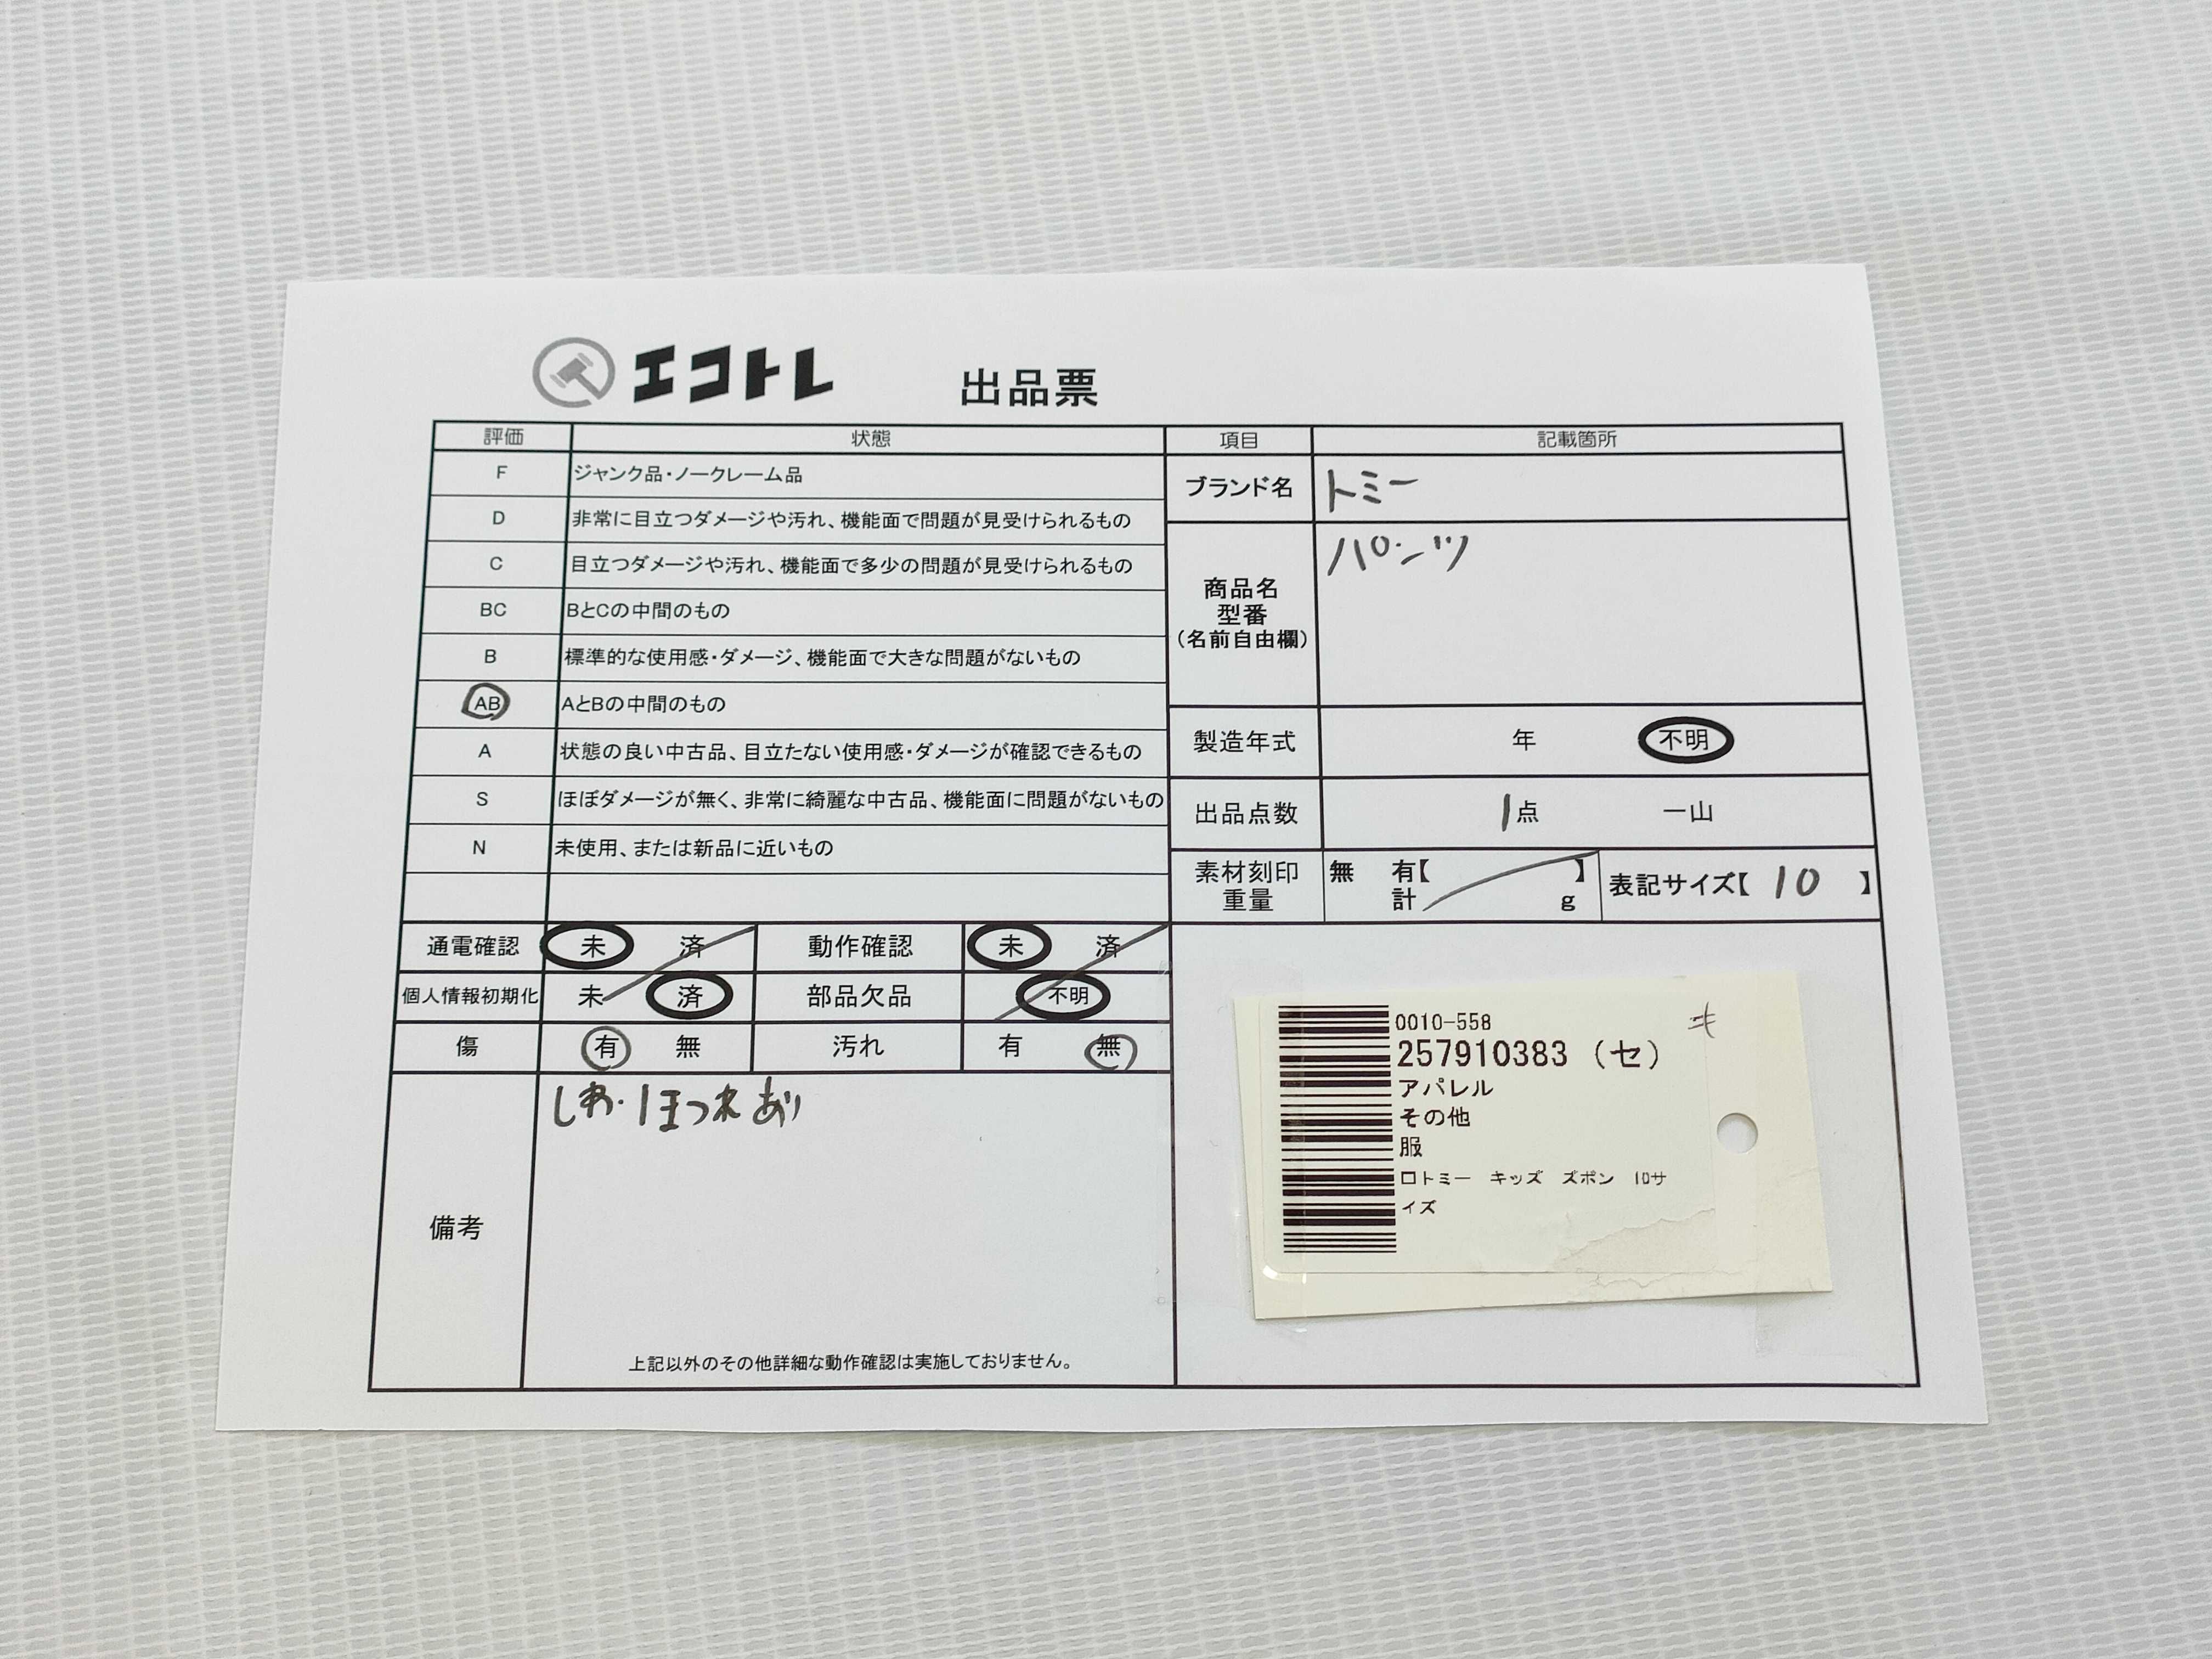 エコトレ 出品票
評価 状態 項目 記載箇所
F ジャンク品・ノークレーム品
D 非常に目立つダメージや汚れ、機能面で問題が見受けられるもの
C 目立つダメージや汚れ、機能面で多少の問題が見受けられるもの
BC BとCの中間のもの
B 標準的な使用感・ダメージ、機能面で大きな問題がないもの
AB AとBの中間のもの
A 状態の良い中古品、目立たない使用感・ダメージが確認できるもの
S ほぼダメージが無く、非常に綺麗な中古品、機能面に問題がないもの
N 未使用、または新品に近いもの
ブランド名 トミー
商品名 パンツ
型番
（名前自由欄）
製造年式 年 不明
出品点数 1点 一山
素材刻印 無 有【 】
重量 計 g
表記サイズ【 10 】
通電確認 未 済 動作確認 未 済
個人情報初期化 未 済 部品欠品 不明
傷 有 無 汚れ 有 無
備考
しわ・ほつれあり
上記以外のその他詳細な動作確認は実施しておりません。
0010-558
257910383 (セ)
アパレル
その他
服
ロトミー キッズ ズボン 10サ
イズ